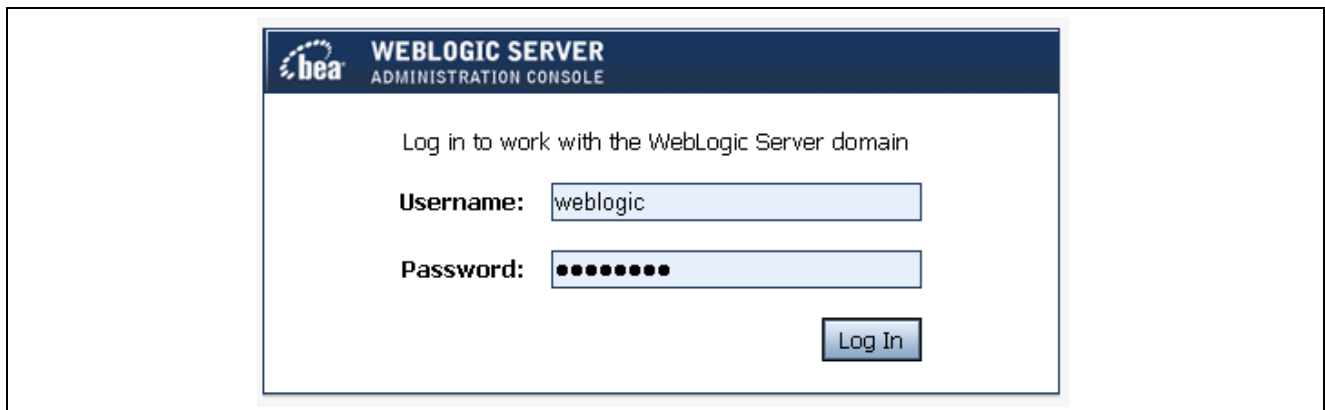 bea
WEBLOGIC SERVER
ADMINISTRATION CONSOLE
Log in to work with the WebLogic Server domain
Username: weblogic
Password: ●●●●●●●●
Log In